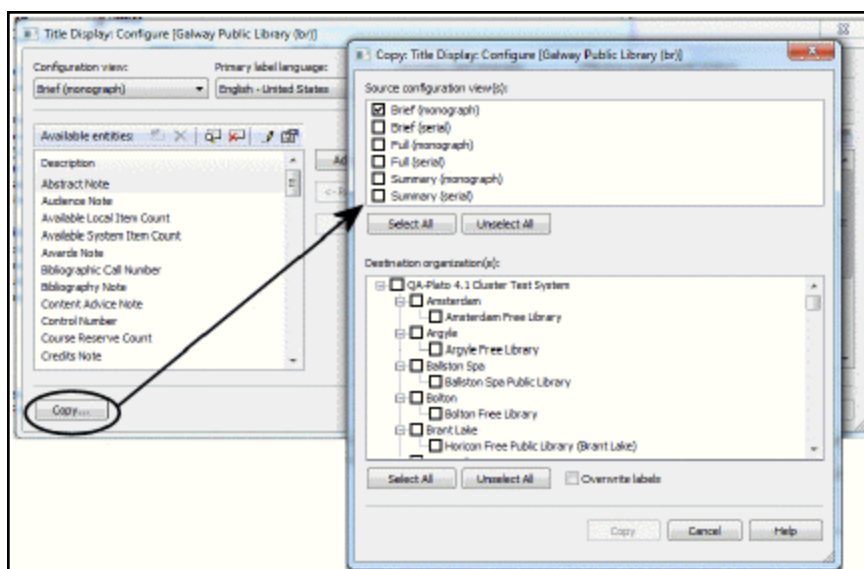 Title Display: Configure [Galway Public Library (br)]
Configuration view:
Primary label language:
Brief (monograph)
English - United States
Available entities:
Description
Abstract Note
Audience Note
Available Local Item Count
Available System Item Count
Awards Note
Bibliographic Call Number
Bibliography Note
Content Advice Note
Control Number
Course Reserve Count
Credits Note
Copy...
Copy: Title Display: Configure [Galway Public Library (br)]
Source configuration view(s):
Brief (monograph)
Brief (serial)
Full (monograph)
Full (serial)
Summary (monograph)
Summary (serial)
Select All
Unselect All
Destination organization(s):
QA-Plato 4.1 Cluster Test System
Amsterdam
Amsterdam Free Library
Argyle
Argyle Free Library
Ballston Spa
Ballston Spa Public Library
Bolton
Bolton Free Library
Brant Lake
Horicon Free Public Library (Brant Lake)
Select All
Unselect All
Overwrite labels
Copy
Cancel
Help